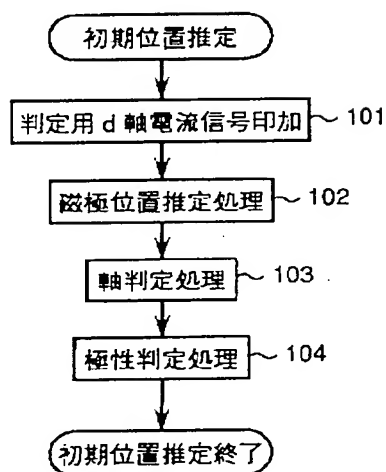 初期位置推定
判定用d軸電流信号印加 101
磁極位置推定処理 102
軸判定処理 103
極性判定処理 104
初期位置推定終了